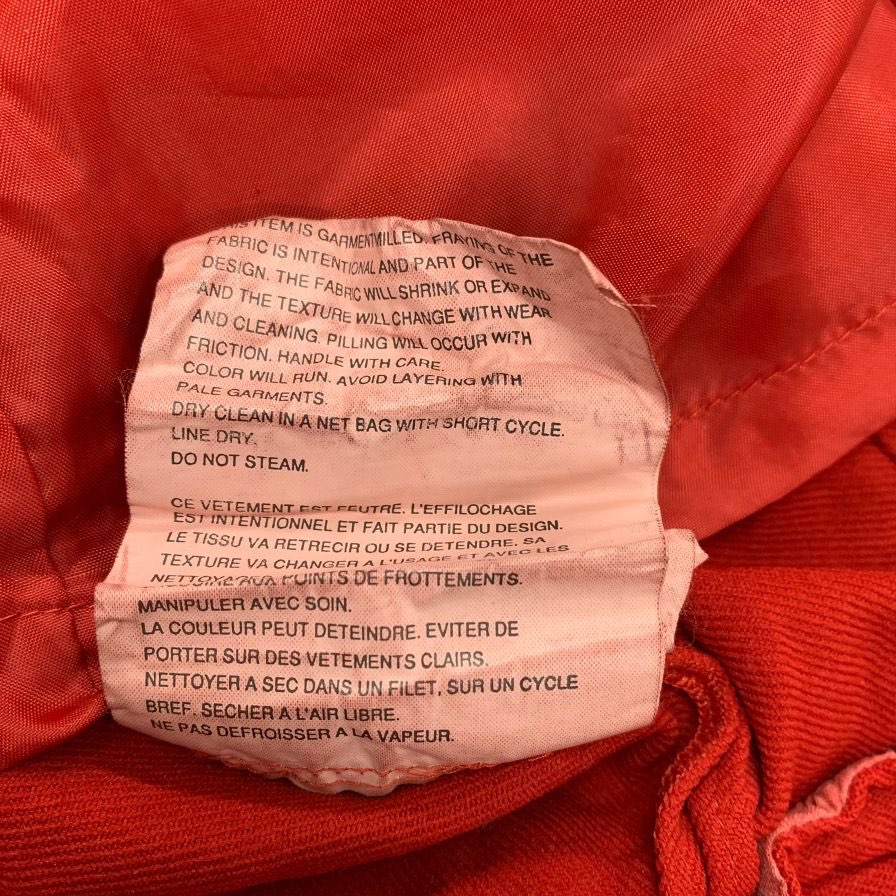 IS ITEM IS GARMENTMILLED. FRAYING OF THE
FABRIC IS INTENTIONAL AND PART OF THE
DESIGN. THE FABRIC WILL SHRINK OR EXPAND
AND THE TEXTURE WILL CHANGE WITH WEAR
AND CLEANING. PILLING WILL OCCUR WITH
FRICTION. HANDLE WITH CARE.
COLOR WILL RUN. AVOID LAYERING WITH
PALE GARMENTS.
DRY CLEAN IN A NET BAG WITH SHORT CYCLE.
LINE DRY.
DO NOT STEAM.
CE VETEMENT EST FEUTRE. L'EFFILOCHAGE
EST INTENTIONNEL ET FAIT PARTIE DU DESIGN.
LE TISSU VA RETRECIR OU SE DETENDRE. SA
TEXTURE VA CHANGER A L'USAGE ET AVEC LES
POINTS DE FROTTEMENTS.
MANIPULER AVEC SOIN.
LA COULEUR PEUT DETEINDRE. EVITER DE
PORTER SUR DES VETEMENTS CLAIRS.
NETTOYER A SEC DANS UN FILET, SUR UN CYCLE
BREF. SECHER A L'AIR LIBRE.
NE PAS DEFROISSER A LA VAPEUR.